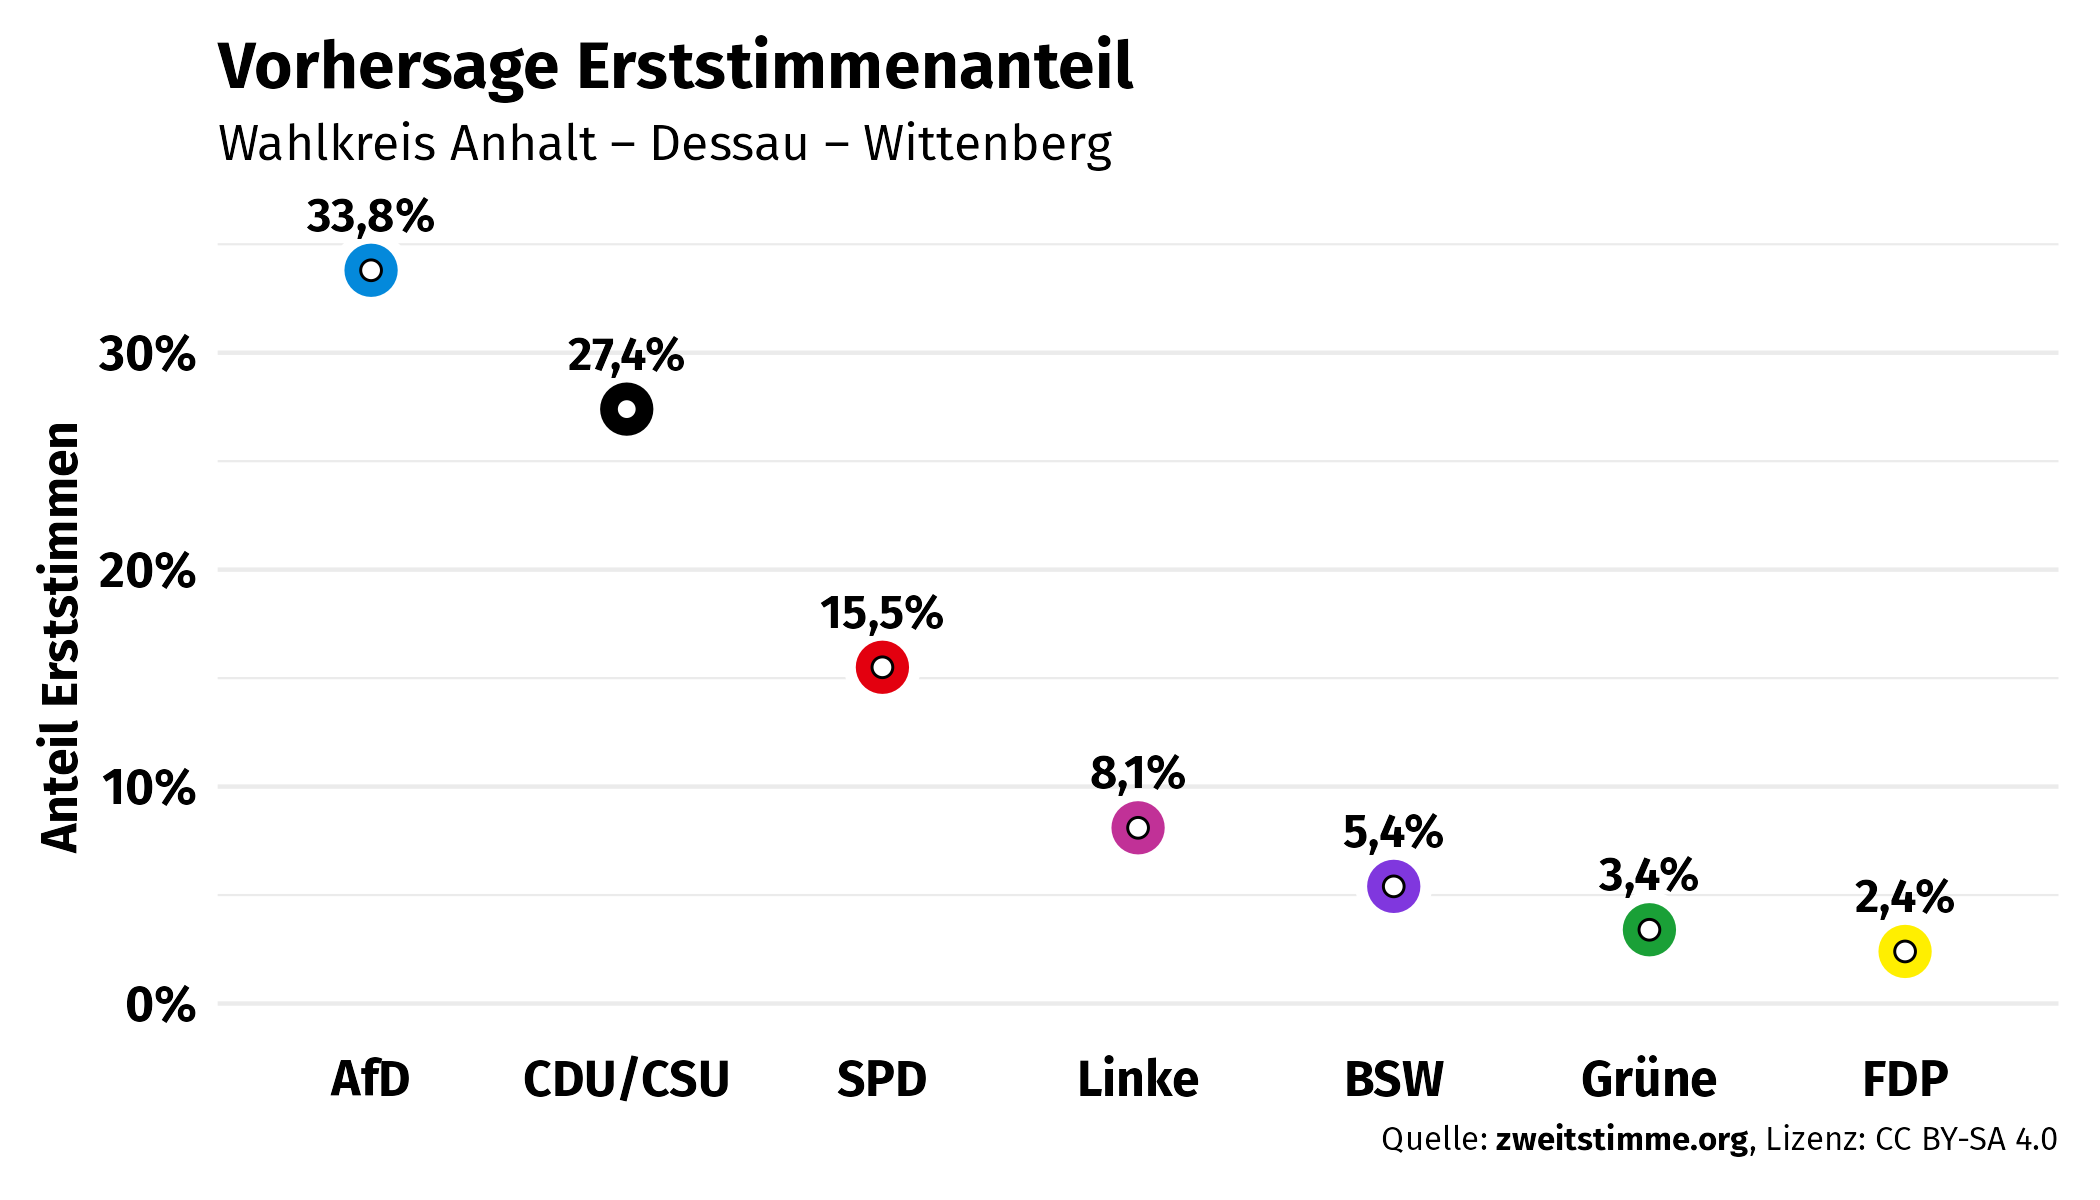 Vorhersage Erststimmenanteil
Wahlkreis Anhalt – Dessau – Wittenberg
Anteil Erststimmen
33,8%
30%
27,4%
20%
15,5%
10%
8,1%
5,4%
3,4%
2,4%
0%
AfD CDU/CSU SPD Linke BSW Grüne FDP
Quelle: zweitstimme.org, Lizenz: CC BY-SA 4.0